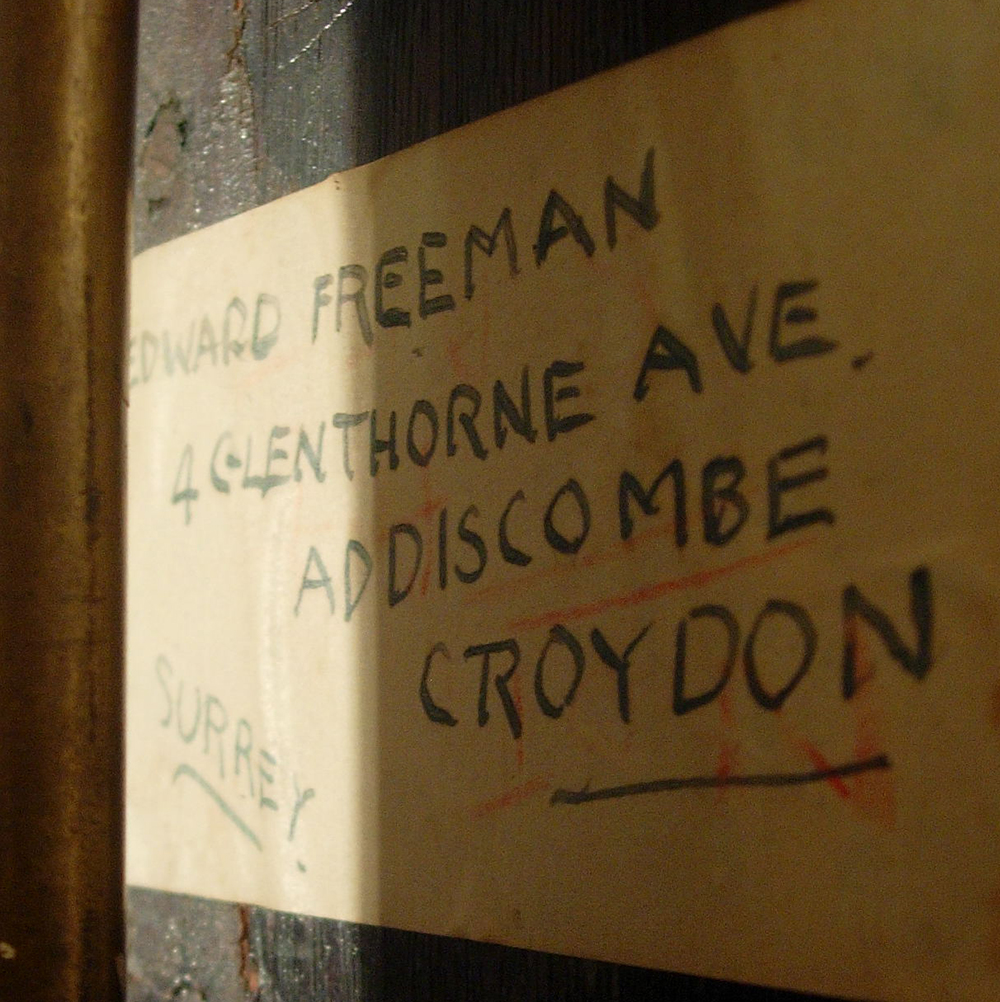 EDWARD FREEMAN
4 GLENTHORNE AVE.
ADDISCOMBE
CROYDON
SURREY.